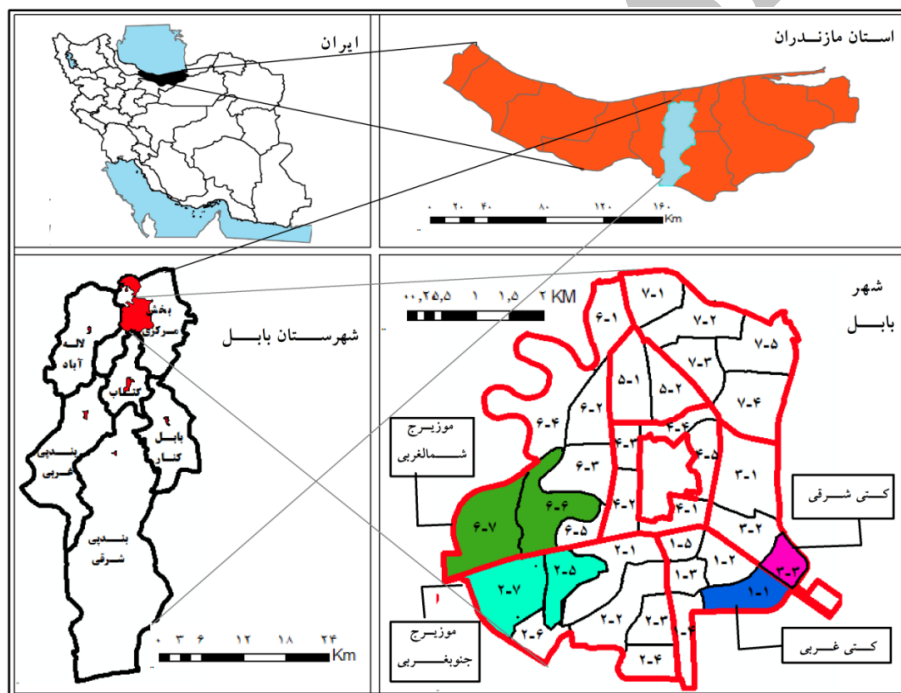 ایران
استان مازندران
۰ ۲۰ ۴۰ ۸۰ ۱۲۰ ۱۶۰
Km
شهرستان بابل
بخش
مرکزی
لاله
آباد
گتاب
بابل
کنار
بندپی
غربی
بندپی
شرقی
۰ ۳ ۶ ۱۲ ۱۸ ۲۴
Km
شهر
بابل
۰۰,۲۵,۵ ۱ ۱,۵ ۲ KM
۷-۱
۶-۱
۷-۲
۷-۵
۷-۳
۵-۱
۵-۲
۷-۴
۶-۲
۶-۴
۴-۴
۴-۳
۴-۵
۶-۳
۳-۱
موزیرج
شمالغربی
۶-۶
۴-۲
۴-۱
کتی شرقی
۶-۷
۶-۵
۳-۲
۲-۱
۱-۵
۱-۲
۳-۳
۲-۵
۱-۳
۱-۱
۲-۷
۲-۲
۲-۳
۱-۴
۲-۶
۲-۴
موزیرج
جنوبغربی
کتی غربی